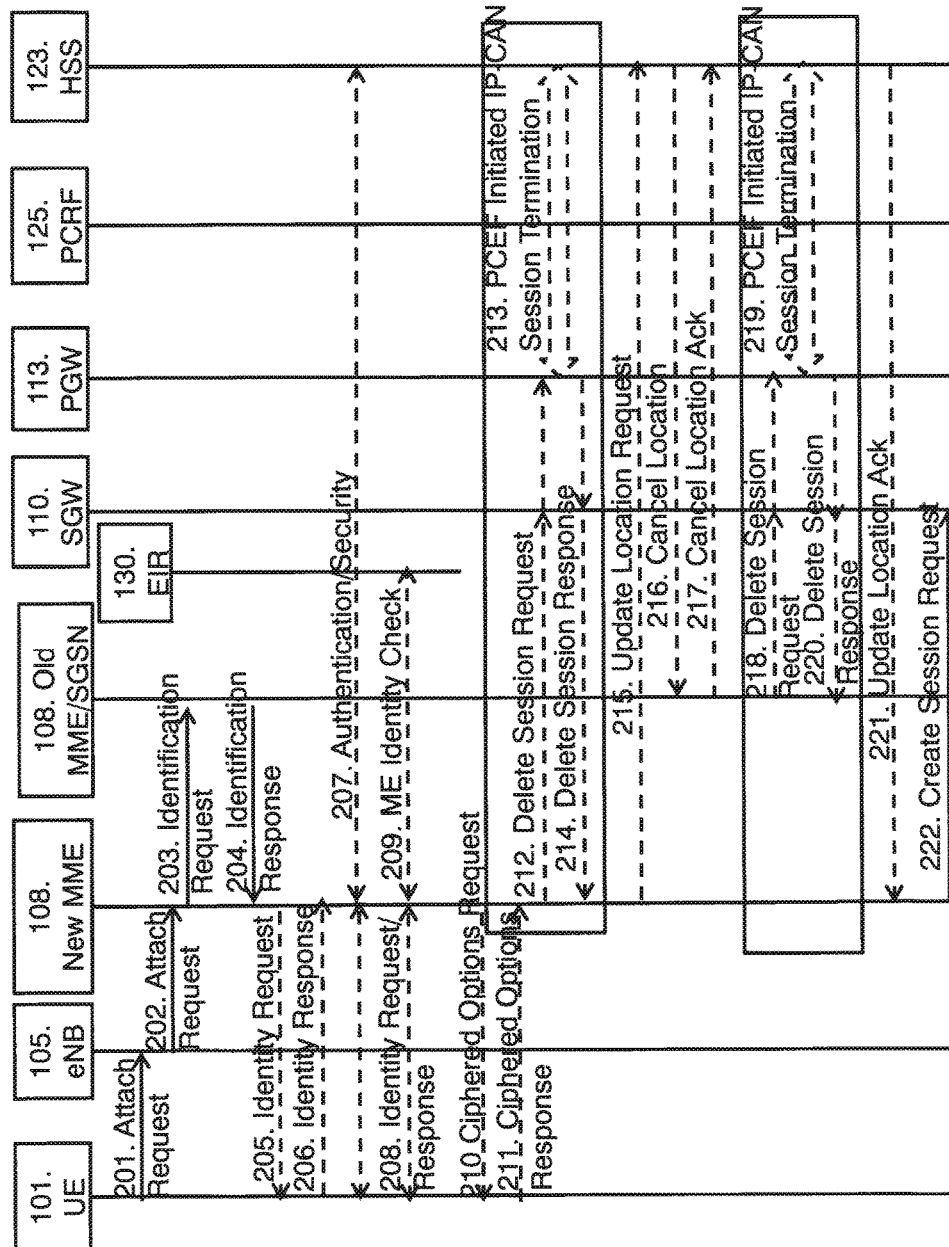 101.
UE
105.
eNB
108.
New MME
108. Old
MME/SGSN
130.
EIR
110.
SGW
113.
PGW
125.
PCRF
123.
HSS
201. Attach
Request
202. Attach
Request
203. Identification
Request
204. Identification
Response
205. Identity Request
206. Identity Response
207. Authentication/Security
208. Identity Request/
Response
209. ME Identity Check
210 Ciphered Options Request
211. Ciphered Options
Response
212. Delete Session Request
213. PCEF Initiated IP-CAN
Session Termination
214. Delete Session Response
215. Update Location Request
216. Cancel Location
217. Cancel Location Ack
218. Delete Session
Request
219. PCEF Initiated IP-CAN
Session Termination
220. Delete Session
Response
221. Update Location Ack
222. Create Session Request